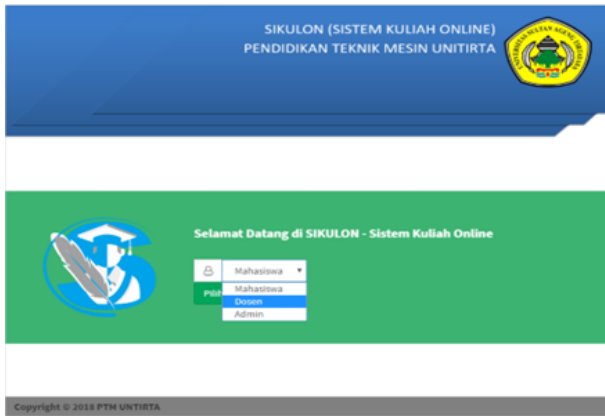 SIKULON (SISTEM KULIAH ONLINE)
PENDIDIKAN TEKNIK MESIN UNITIRTA
Selamat Datang di SIKULON - Sistem Kuliah Online
Mahasiswa
Pilih
Mahasiswa
Dosen
Admin
Copyright © 2018 PTM UNTIRTA